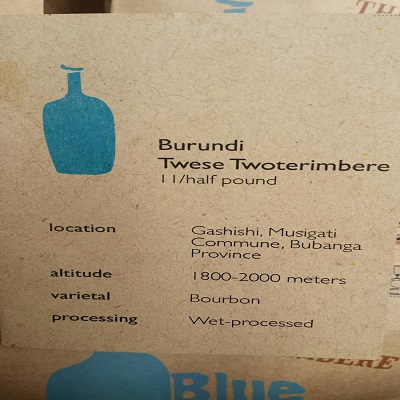 TH
Burundi
Twese Twoterimbere
11/half pound
location Gashishi, Musigati
Commune, Bubanga
Province
altitude 1800-2000 meters
varietal Bourbon
processing Wet-processed
Blue